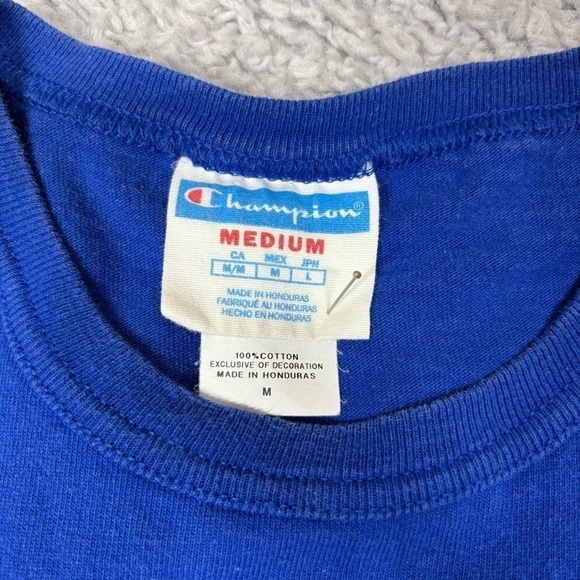 Champion®
MEDIUM
CA MEX JPN
M/M M L
MADE IN HONDURAS
FABRIQUÉ AU HONDURAS
HECHO EN HONDURAS
100% COTTON
EXCLUSIVE OF DECORATION
MADE IN HONDURAS
M